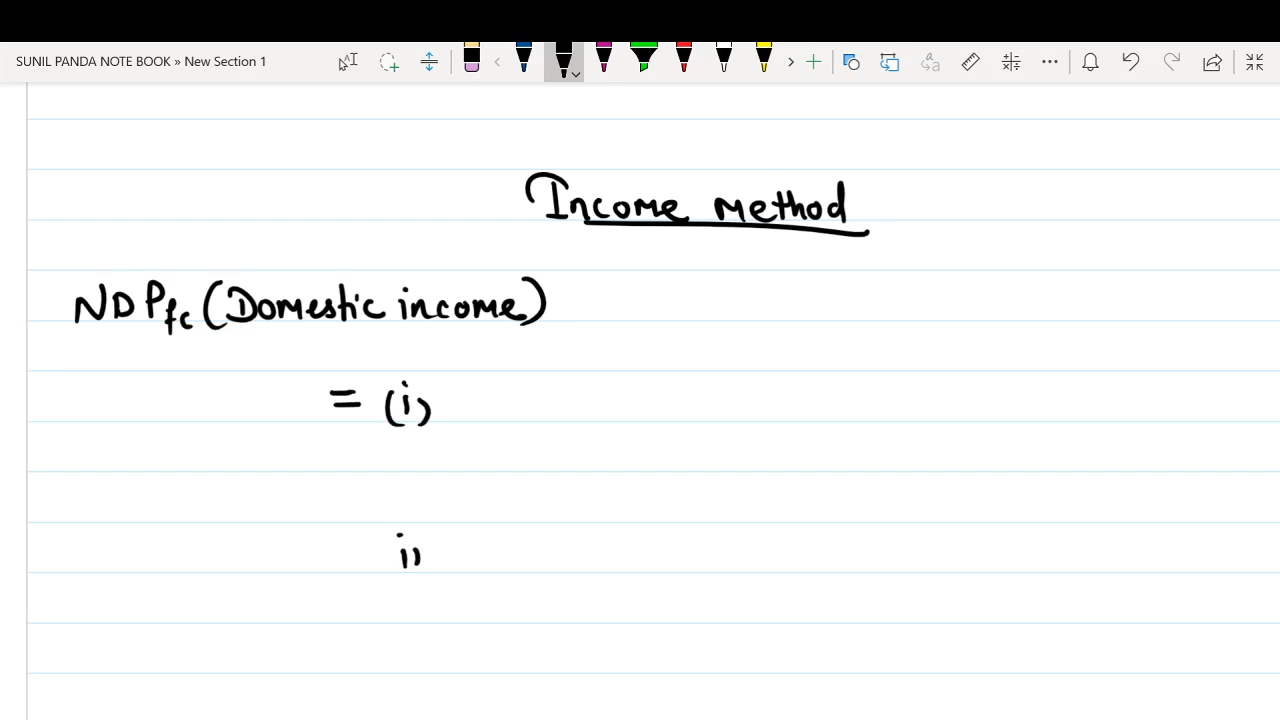 SUNIL PANDA NOTE BOOK » New Section 1
Income method
NDPfc (Domestic income)
= (i)
ii